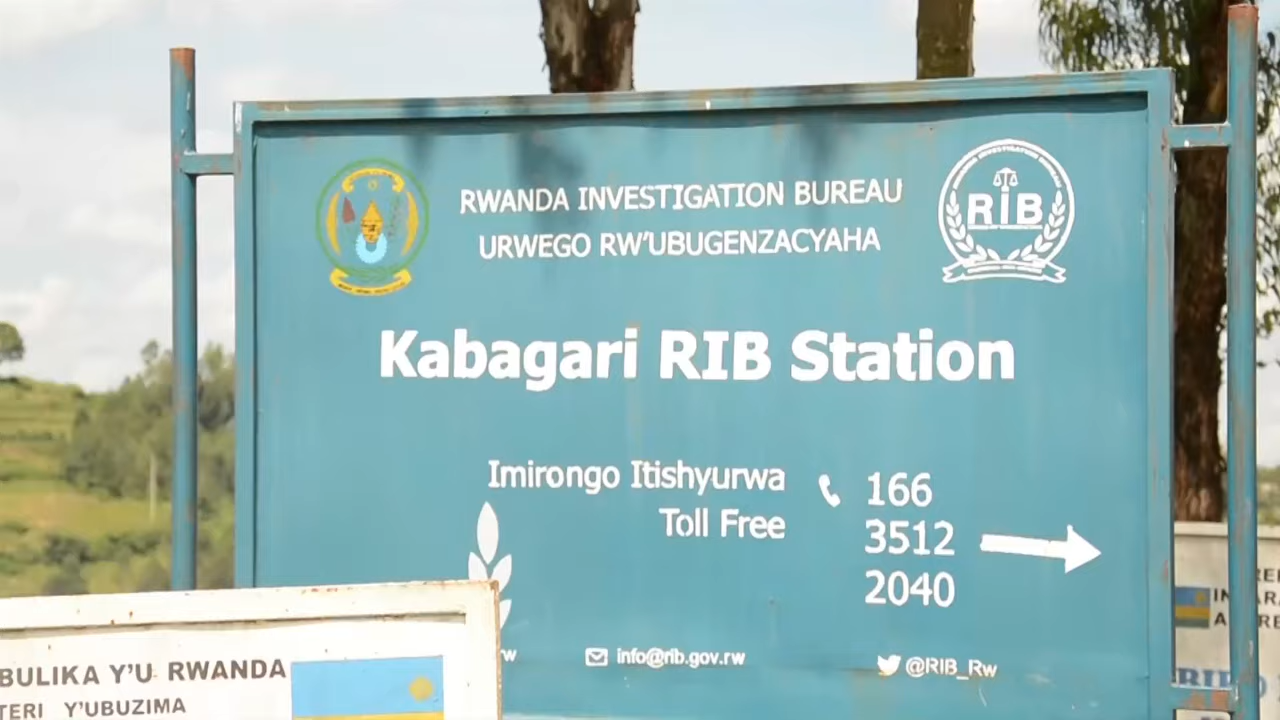 RWANDA INVESTIGATION BUREAU
URWEGO RW'UBUGENZACYAHA
RIB
Kabagari RIB Station
Imirongo Itishyurwa 166
Toll Free 3512
2040
info@rib.gov.rw @RIB_Rw
BULIKA Y'U RWANDA
TERI Y'UBUZIMA